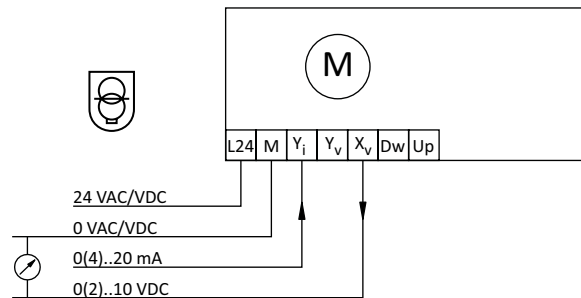 M
L24 M Yi Yv Xv Dw Up
24 VAC/VDC
0 VAC/VDC
0(4)..20 mA
0(2)..10 VDC